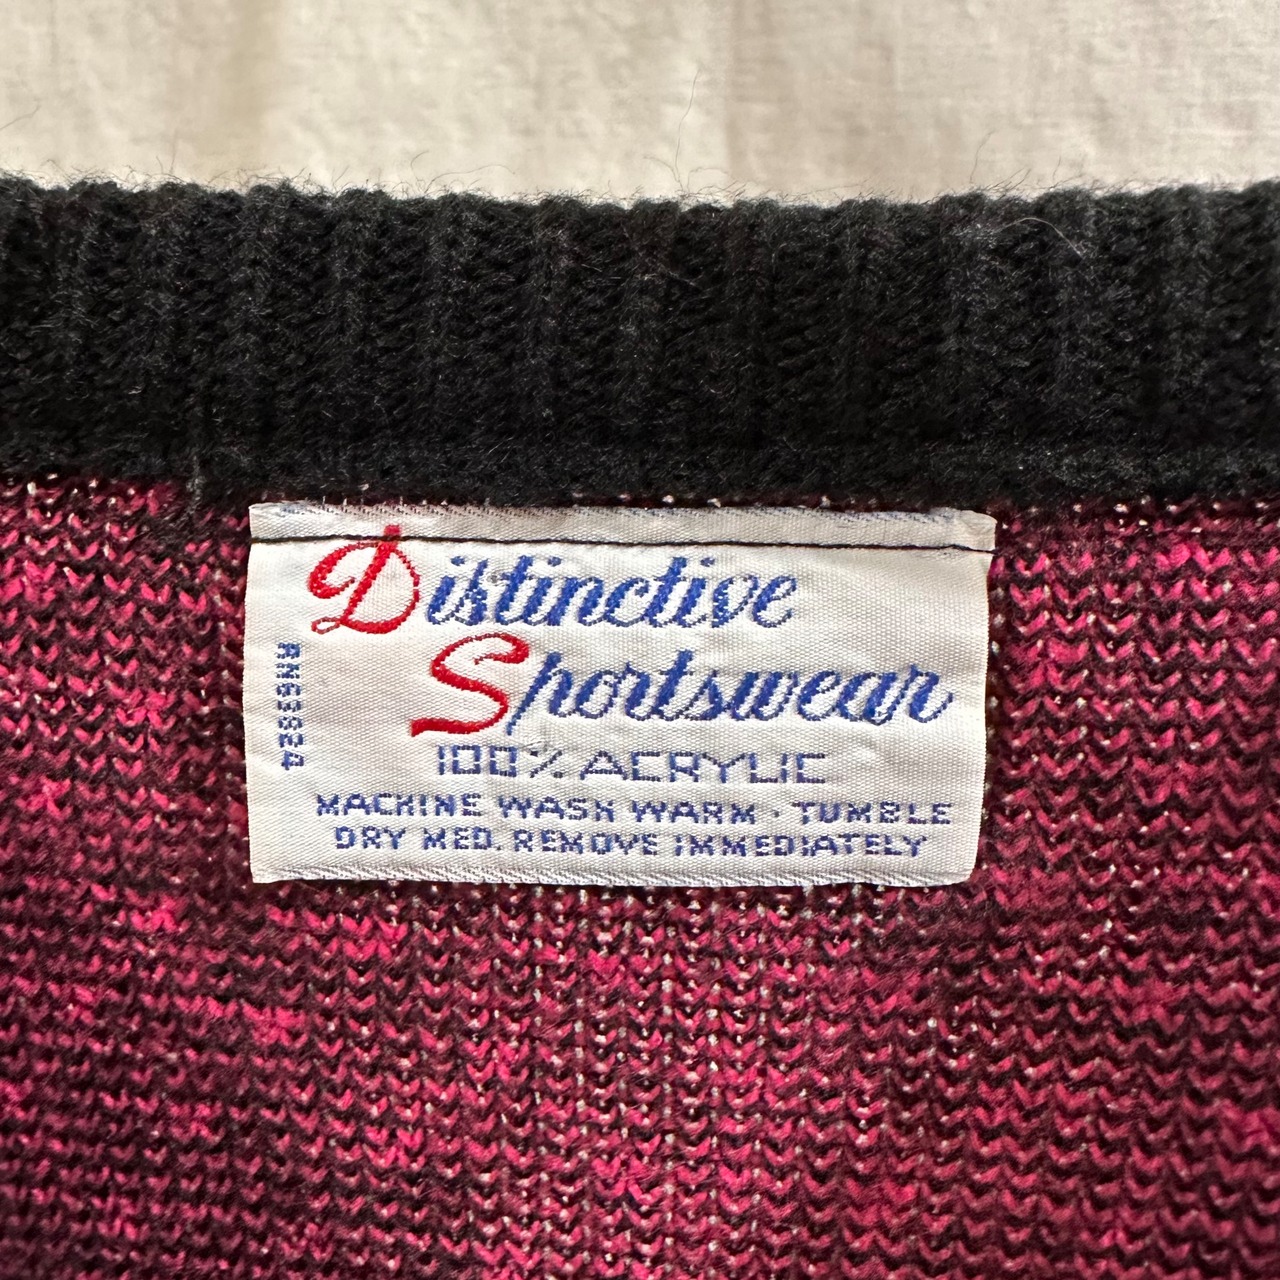 Distinctive
Sportswear
100% ACRYLIC
MACHINE WASH WARM · TUMBLE
DRY MED. REMOVE IMMEDIATELY
RN63824